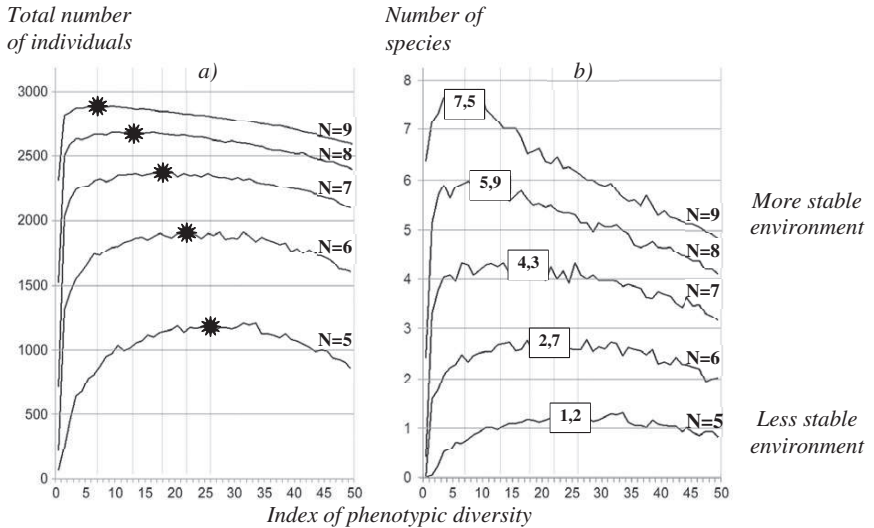 Total number
of individuals
Number of
species
a)
b)
3000
2500
2000
1500
1000
500
0
N=9
N=8
N=7
N=6
N=5
0 5 10 15 20 25 30 35 40 45 50
8
7
6
5
4
3
2
1
0
7,5
5,9
4,3
2,7
1,2
N=9
N=8
N=7
N=6
N=5
0 5 10 15 20 25 30 35 40 45 50
More stable
environment
Less stable
environment
Index of phenotypic diversity